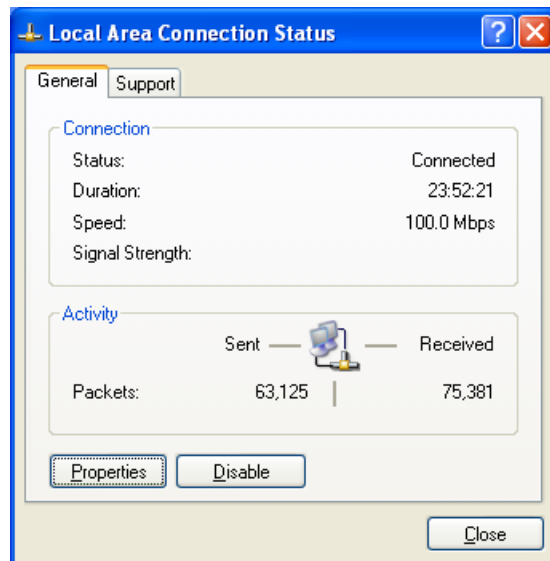 Local Area Connection Status
General Support
Connection
Status: Connected
Duration: 23:52:21
Speed: 100.0 Mbps
Signal Strength:
Activity
Sent Received
Packets: 63,125 75,381
Properties Disable
Close